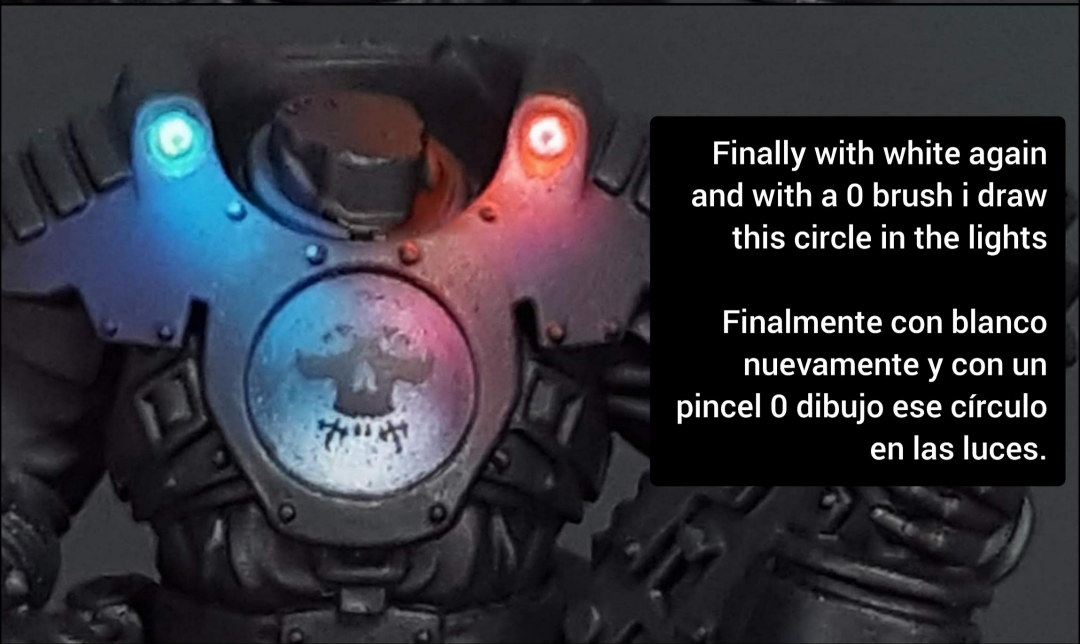 Finally with white again
and with a 0 brush i draw
this circle in the lights
Finalmente con blanco
nuevamente y con un
pincel 0 dibujo ese círculo
en las luces.